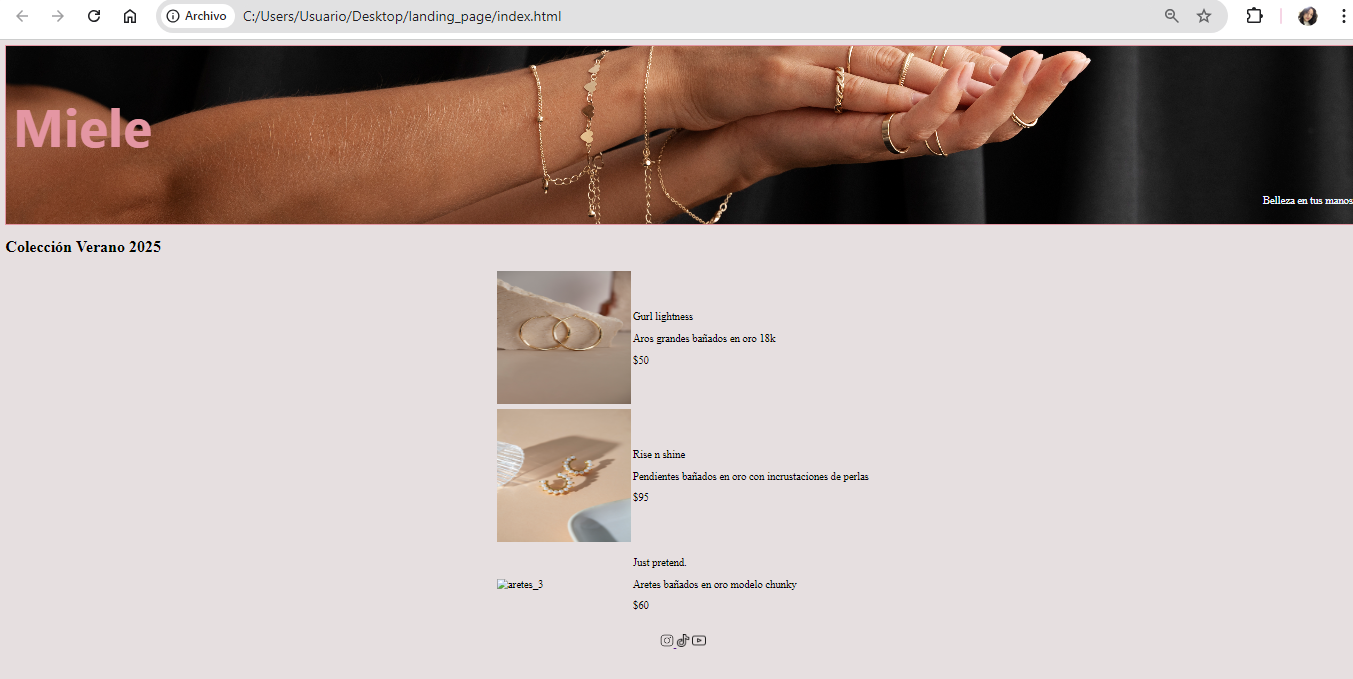 Archivo C:/Users/Usuario/Desktop/landing_page/index.html
Miele
Belleza en tus manos
Colección Verano 2025
Gurl lightness
Aros grandes bañados en oro 18k
$50
Rise n shine
Pendientes bañados en oro con incrustaciones de perlas
$95
Just pretend.
aretes_3
Aretes bañados en oro modelo chunky
$60